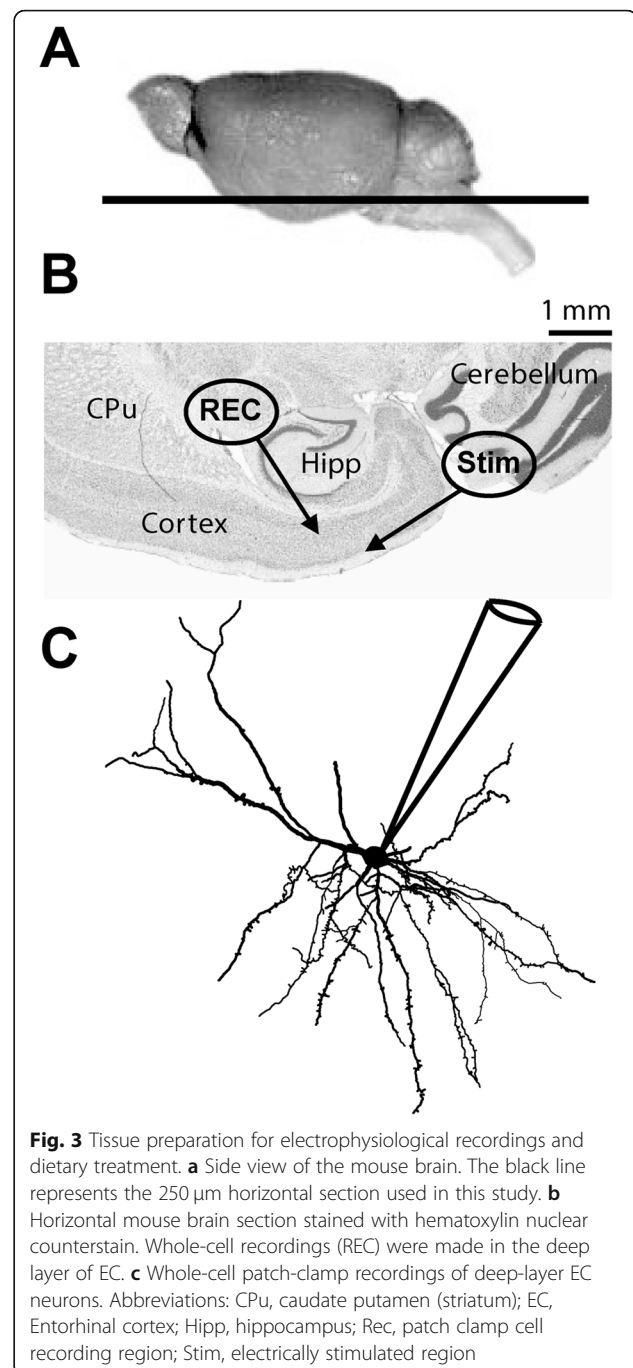 A
B
1 mm
Cerebellum
CPu
REC
Hipp
Stim
Cortex
C
Fig. 3 Tissue preparation for electrophysiological recordings and
dietary treatment. a Side view of the mouse brain. The black line
represents the 250 μm horizontal section used in this study. b
Horizontal mouse brain section stained with hematoxylin nuclear
counterstain. Whole-cell recordings (REC) were made in the deep
layer of EC. c Whole-cell patch-clamp recordings of deep-layer EC
neurons. Abbreviations: CPu, caudate putamen (striatum); EC,
Entorhinal cortex; Hipp, hippocampus; Rec, patch clamp cell
recording region; Stim, electrically stimulated region